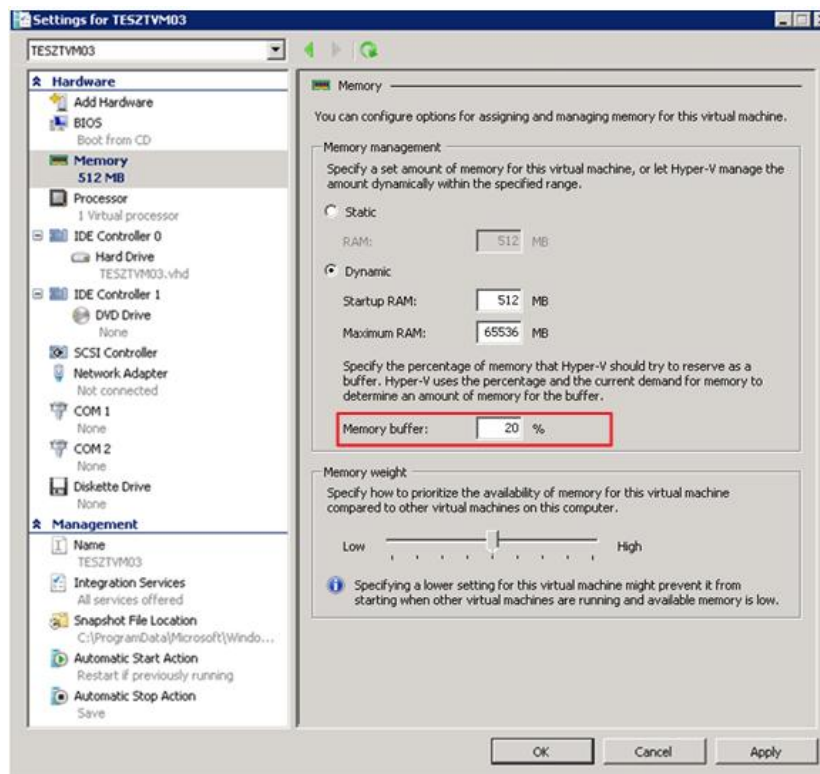 Settings for TESZTVM03
TESZTVM03
Hardware
Add Hardware
BIOS
Boot from CD
Memory
512 MB
Processor
1 Virtual processor
IDE Controller 0
Hard Drive
TESZTVM03.vhd
IDE Controller 1
DVD Drive
None
SCSI Controller
Network Adapter
Not connected
COM 1
None
COM 2
None
Diskette Drive
None
Management
Name
TESZTVM03
Integration Services
All services offered
Snapshot File Location
C:\ProgramData\Microsoft\Windo...
Automatic Start Action
Restart if previously running
Automatic Stop Action
Save
Memory
You can configure options for assigning and managing memory for this virtual machine.
Memory management
Specify a set amount of memory for this virtual machine, or let Hyper-V manage the
amount dynamically within the specified range.
Static
RAM: 512 MB
Dynamic
Startup RAM: 512 MB
Maximum RAM: 65536 MB
Specify the percentage of memory that Hyper-V should try to reserve as a
buffer. Hyper-V uses the percentage and the current demand for memory to
determine an amount of memory for the buffer.
Memory buffer: 20 %
Memory weight
Specify how to prioritize the availability of memory for this virtual machine
compared to other virtual machines on this computer.
Low High
Specifying a lower setting for this virtual machine might prevent it from
starting when other virtual machines are running and available memory is low.
OK Cancel Apply